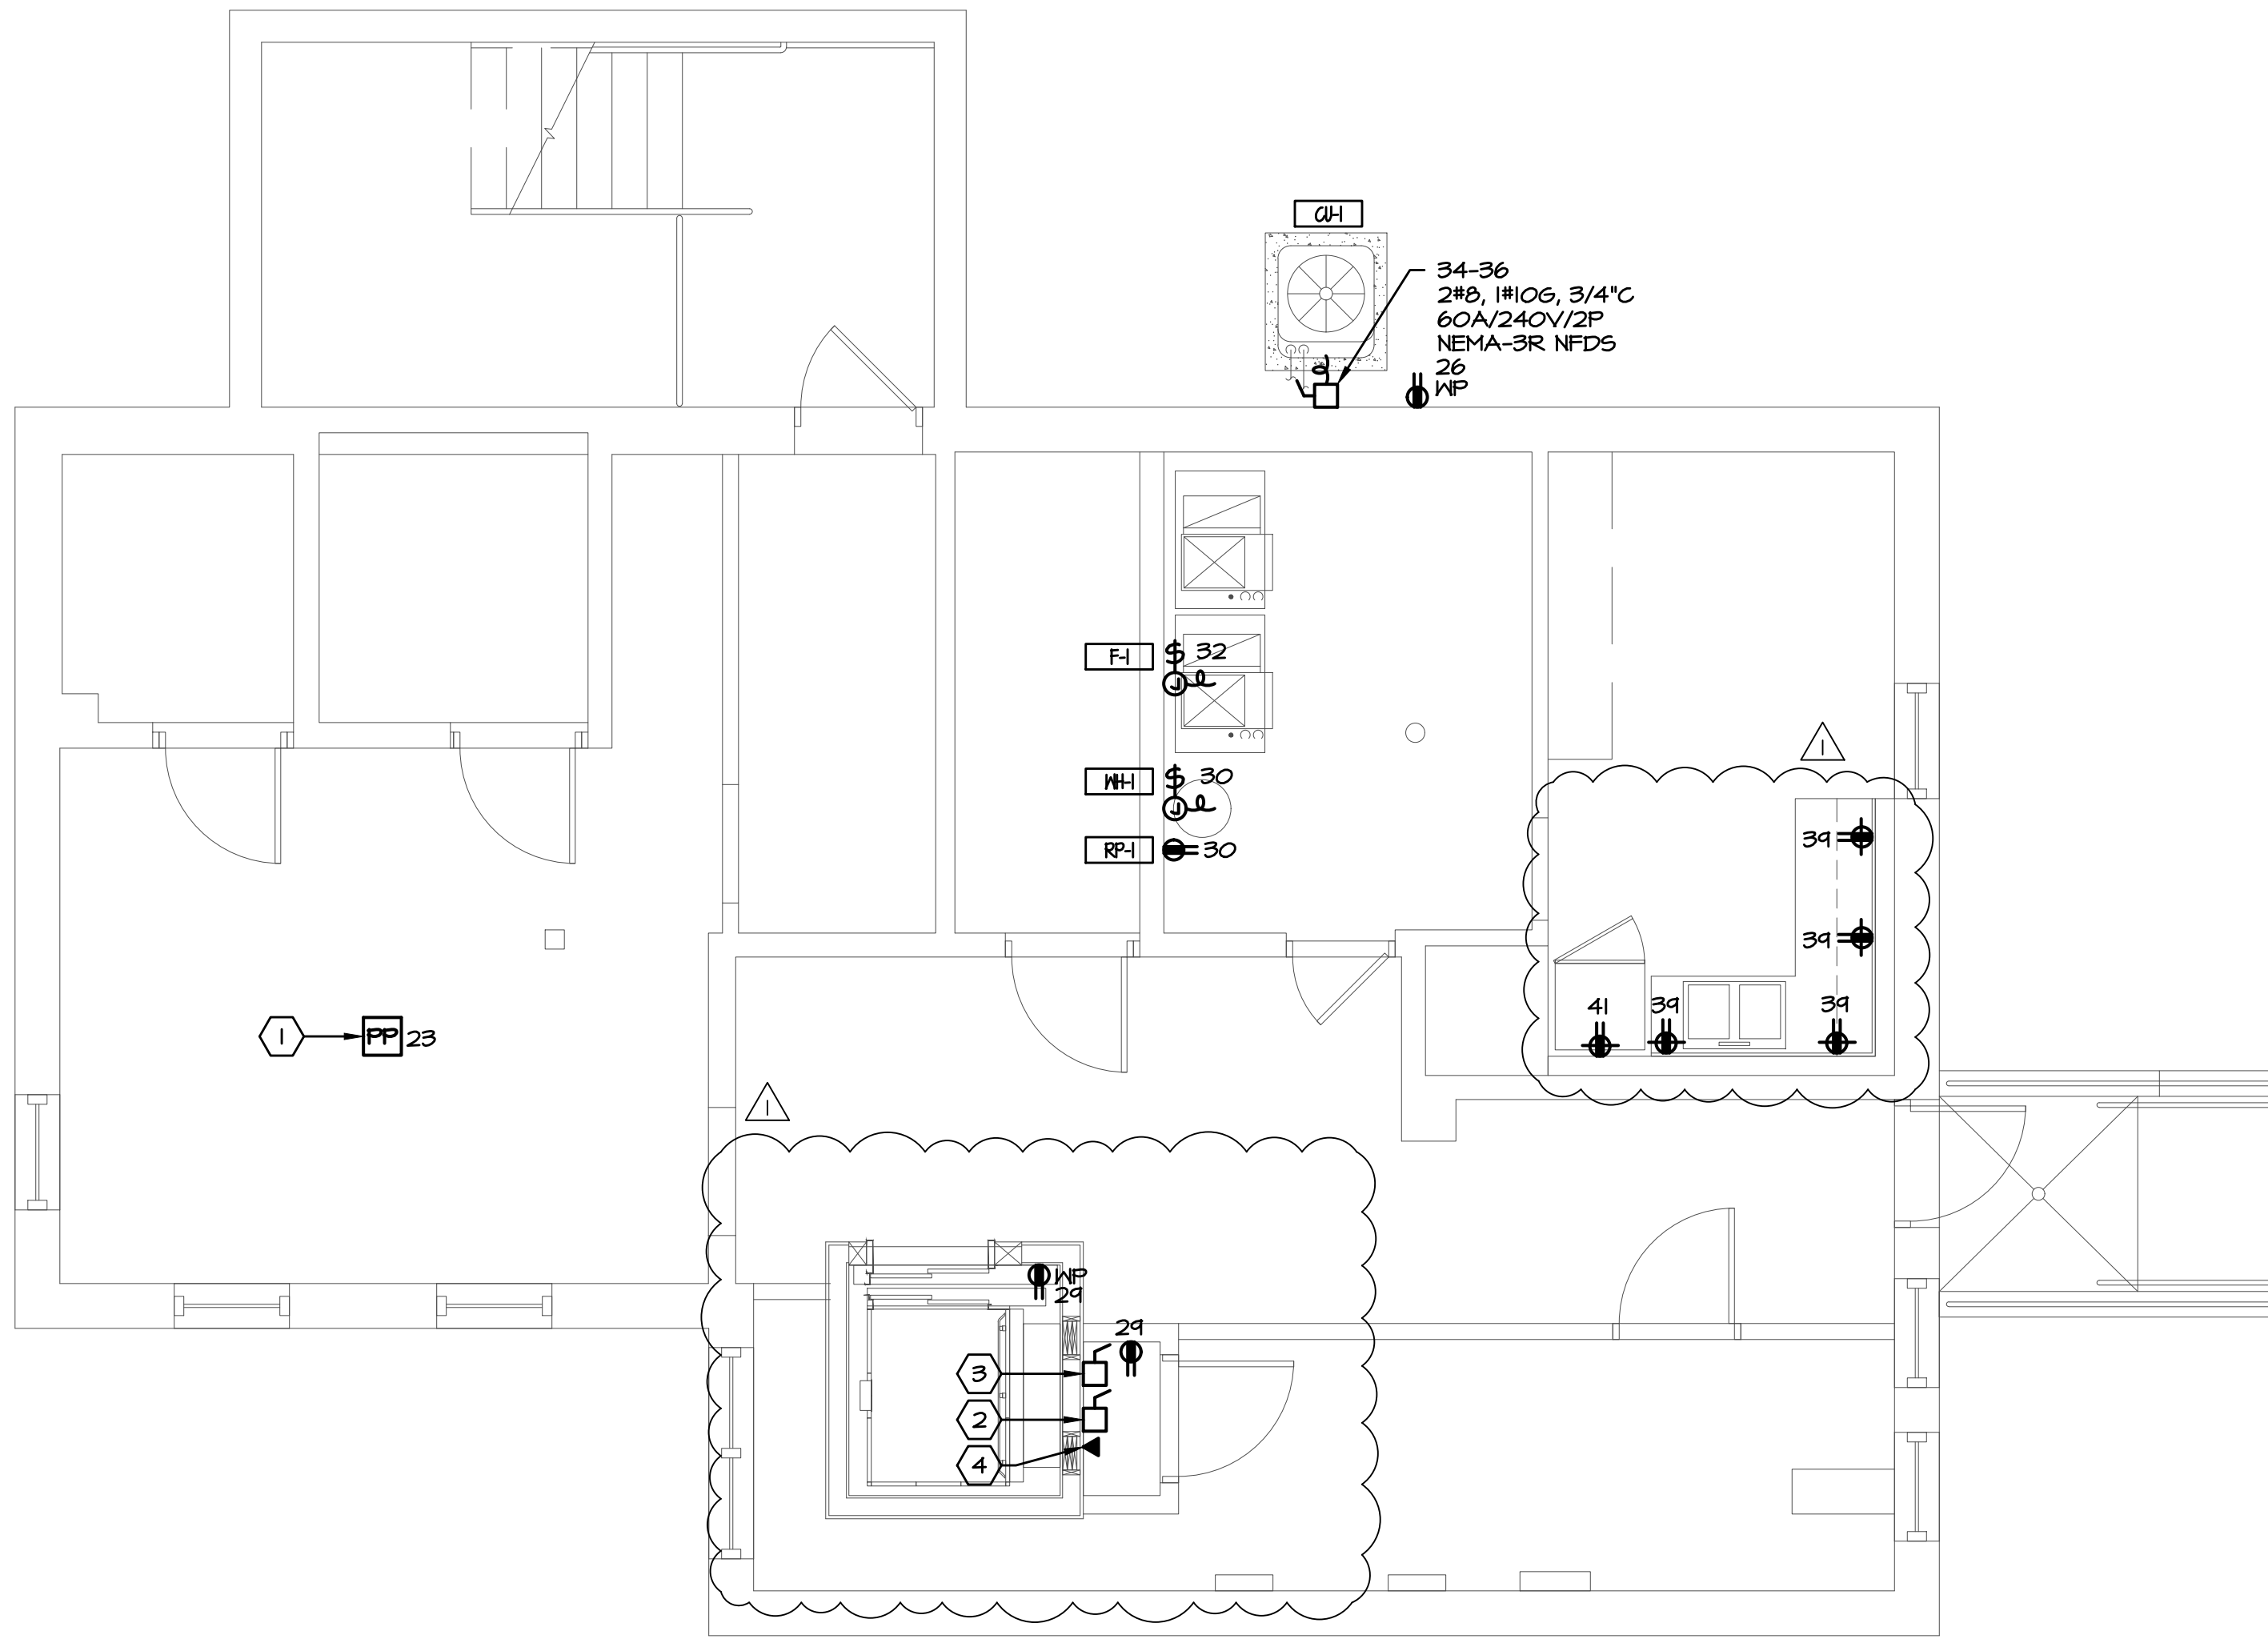 CU-1
34-36
2#8, 1#10G, 3/4"C
60A/240V/2P
NEMA-3R NFDS
26
WP
F-1
$ 32
J
WH-1
$ 30
J
RP-1
30
1
39
39
41
39
39
1
PP
23
1
WP
29
29
3
2
4